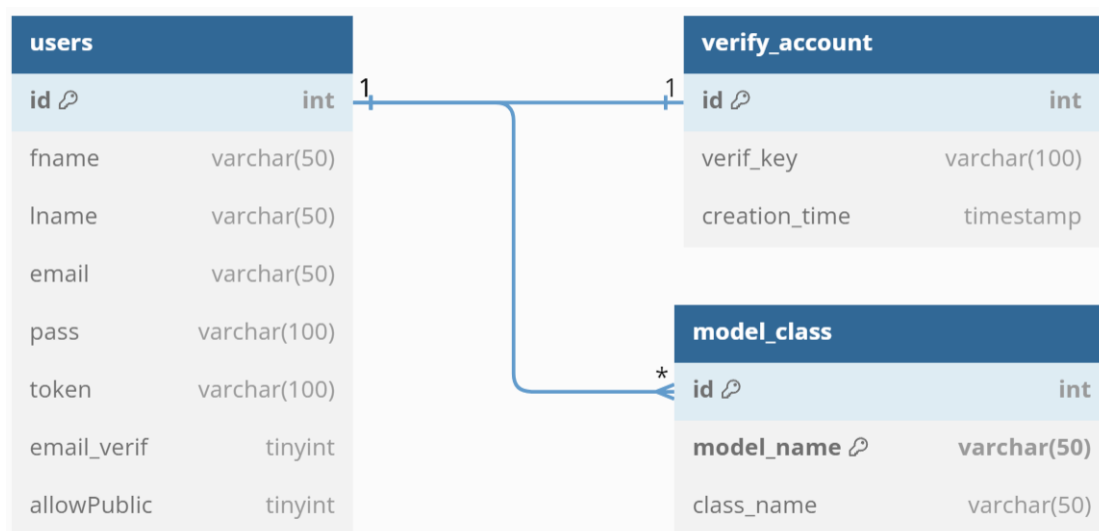 users
id int
fname varchar(50)
lname varchar(50)
email varchar(50)
pass varchar(100)
token varchar(100)
email_verif tinyint
allowPublic tinyint
1
1
verify_account
id int
verif_key varchar(100)
creation_time timestamp
*
model_class
id int
model_name varchar(50)
class_name varchar(50)